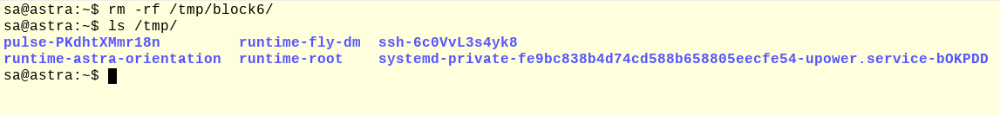 sa@astra:~$ rm -rf /tmp/block6/
sa@astra:~$ ls /tmp/
pulse-PKdhtXMmr18n         runtime-fly-dm  ssh-6c0VvL3s4yk8
runtime-astra-orientation  runtime-root    systemd-private-fe9bc838b4d74cd588b658805eecfe54-upower.service-bOKPDD
sa@astra:~$